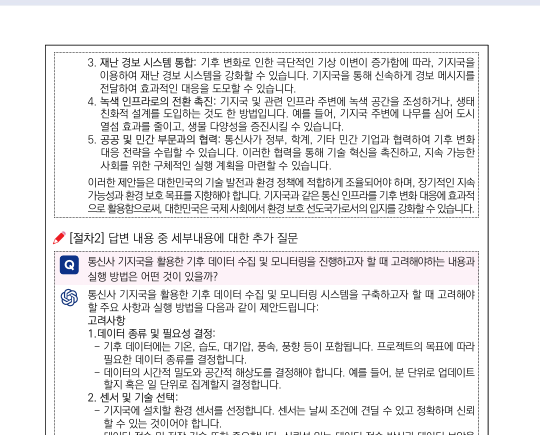 3. 재난 경보 시스템 통합: 기후 변화로 인한 극단적인 기상 이변이 증가함에 따라, 기지국을
이용하여 재난 경보 시스템을 강화할 수 있습니다. 기지국을 통해 신속하게 경보 메시지를
전달하여 효과적인 대응을 도모할 수 있습니다.
4. 녹색 인프라로의 전환 촉진: 기지국 및 관련 인프라 주변에 녹색 공간을 조성하거나, 생태
친화적 설계를 도입하는 것도 한 방법입니다. 예를 들어, 기지국 주변에 나무를 심어 도시
열섬 효과를 줄이고, 생물 다양성을 증진시킬 수 있습니다.
5. 공공 및 민간 부문과의 협력: 통신사가 정부, 학계, 기타 민간 기업과 협력하여 기후 변화
대응 전략을 수립할 수 있습니다. 이러한 협력을 통해 기술 혁신을 촉진하고, 지속 가능한
사회를 위한 구체적인 실행 계획을 마련할 수 있습니다.
이러한 제안들은 대한민국의 기술 발전과 환경 정책에 적합하게 조율되어야 하며, 장기적인 지속
가능성과 환경 보호 목표를 지향해야 합니다. 기지국과 같은 통신 인프라를 기후 변화 대응에 효과적
으로 활용함으로써, 대한민국은 국제 사회에서 환경 보호 선도국가로서의 입지를 강화할 수 있습니다.
[절차2] 답변 내용 중 세부내용에 대한 추가 질문
Q 통신사 기지국을 활용한 기후 데이터 수집 및 모니터링을 진행하고자 할 때 고려해야하는 내용과
실행 방법은 어떤 것이 있을까?
통신사 기지국을 활용한 기후 데이터 수집 및 모니터링 시스템을 구축하고자 할 때 고려해야
할 주요 사항과 실행 방법을 다음과 같이 제안드립니다:
고려사항
1.데이터 종류 및 필요성 결정:
– 기후 데이터에는 기온, 습도, 대기압, 풍속, 풍향 등이 포함됩니다. 프로젝트의 목표에 따라
필요한 데이터 종류를 결정합니다.
– 데이터의 시간적 밀도와 공간적 해상도를 결정해야 합니다. 예를 들어, 분 단위로 업데이트
할지 혹은 일 단위로 집계할지 결정합니다.
2. 센서 및 기술 선택:
– 기지국에 설치할 환경 센서를 선정합니다. 센서는 날씨 조건에 견딜 수 있고 정확하며 신뢰
할 수 있는 것이어야 합니다.